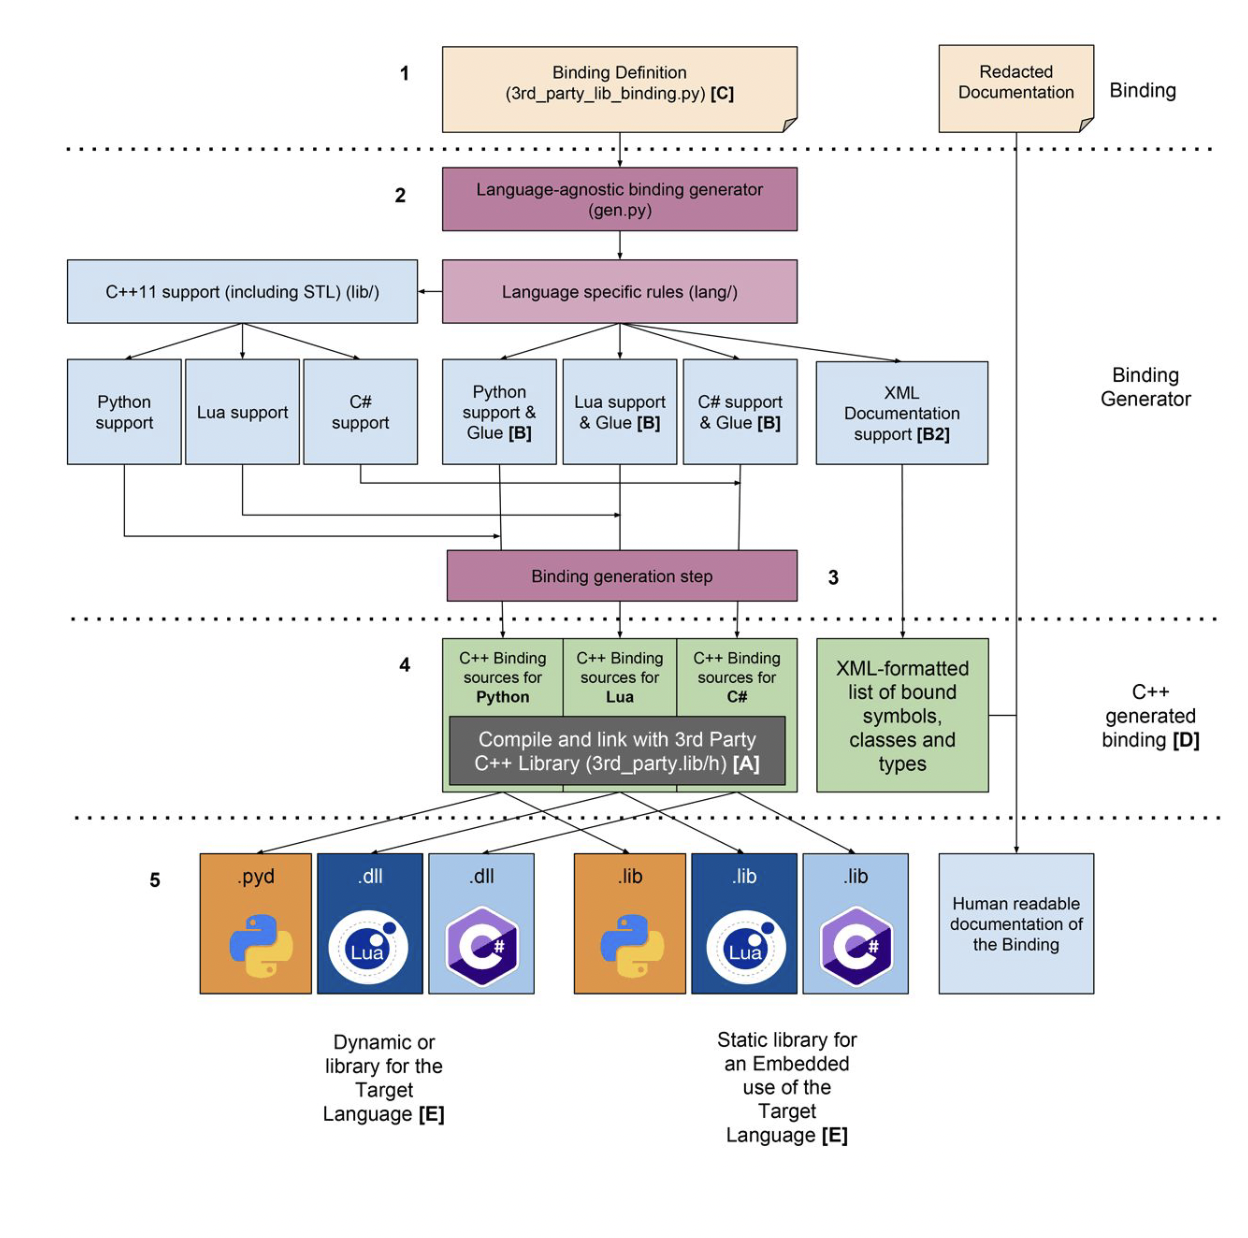 1
Binding Definition
(3rd_party_lib_binding.py) [C]
Redacted
Documentation
Binding
2
Language-agnostic binding generator
(gen.py)
C++11 support (including STL) (lib/)
Language specific rules (lang/)
Python
support
Lua support
C#
support
Python
support &
Glue [B]
Lua support
& Glue [B]
C# support
& Glue [B]
XML
Documentation
support [B2]
Binding
Generator
Binding generation step
3
4
C++ Binding
sources for
Python
C++ Binding
sources for
Lua
C++ Binding
sources for
C#
Compile and link with 3rd Party
C++ Library (3rd_party.lib/h) [A]
XML-formatted
list of bound
symbols,
classes and
types
C++
generated
binding [D]
5
.pyd
.dll
Lua
.dll
C#
.lib
.lib
Lua
.lib
C#
Human readable
documentation of
the Binding
Dynamic or
library for the
Target
Language [E]
Static library for
an Embedded
use of the
Target
Language [E]